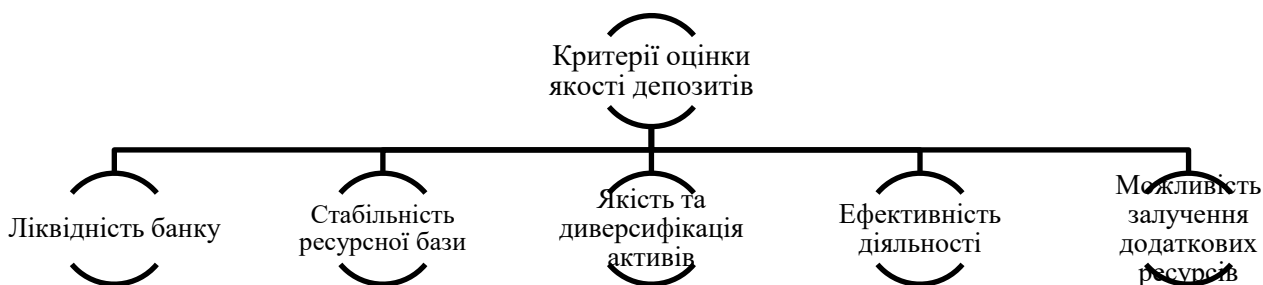 Критерії оцінки
якості депозитів
Ліквідність банку
Стабільність
ресурсної бази
Якість та
диверсифікація
активів
Ефективність
діяльності
Можливість
залучення
додаткових
ресурсів